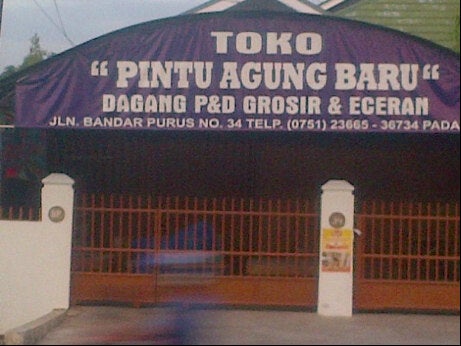 TOKO
“ PINTU AGUNG BARU “
DAGANG P&D GROSIR & ECERAN
JLN. BANDAR PURUS NO. 34 TELP. (0751) 23665 - 36734 PADA